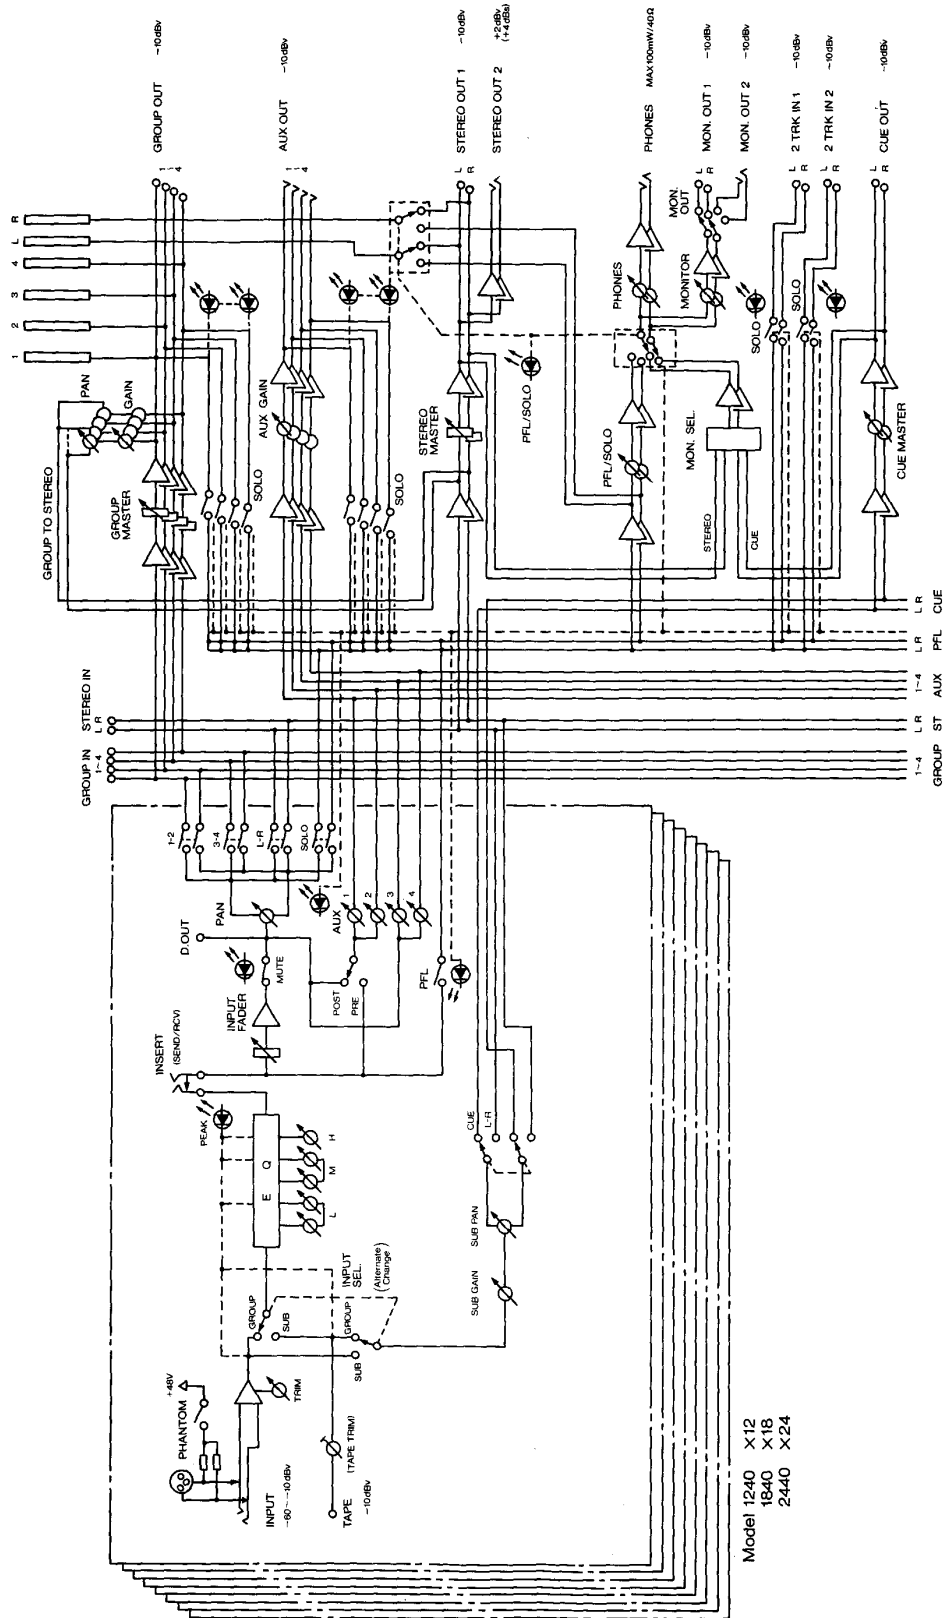 GROUP OUT -10dBv
1
4
AUX OUT -10dBv
1
4
STEREO OUT 1 -10dBv
L
R
STEREO OUT 2 +2dBv
(+4dBs)
PHONES MAX100mW/40Ω
MON. OUT 1 -10dBv
L
R
MON. OUT 2 -10dBv
2 TRK IN 1 -10dBv
L
R
2 TRK IN 2 -10dBv
L
R
CUE OUT -10dBv
L
R
1
2
3
4
L
R
PAN
GAIN
GROUP TO STEREO
GROUP MASTER
SOLO
AUX GAIN
SOLO
STEREO MASTER
PFL/SOLO
PHONES
MONITOR
MON. OUT
PFL/SOLO
MON. SEL.
STEREO
CUE
SOLO
SOLO
CUE MASTER
STEREO IN
L R
GROUP IN
1~4
GROUP 1~4
ST L R
AUX 1~4
PFL L R
CUE L R
1-2
3-4
L-R
SOLO
PAN
D.OUT
AUX
1
2
3
4
MUTE
POST
PRE
PFL
INPUT FADER
INSERT
(SEND/RCV)
PEAK
E Q
L M H
CUE
L-R
SUB PAN
SUB GAIN
INPUT SEL.
(Alternate Change)
GROUP
SUB
GROUP
SUB
PHANTOM +48V
TRIM
INPUT
-60~-10dBv
(TAPE TRIM)
TAPE
-10dBv
Model 1240 X12
1840 X18
2440 X24